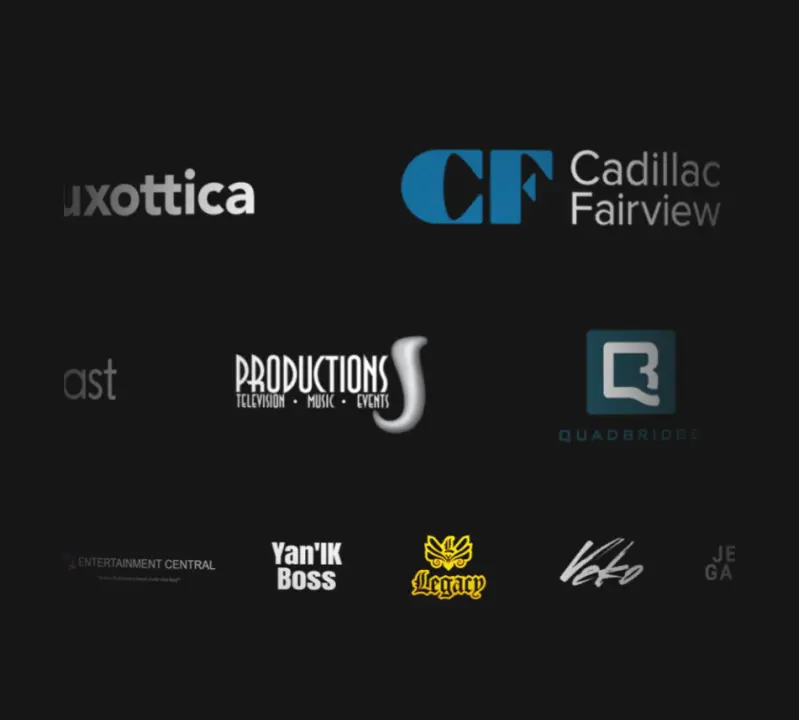 uxottica
CF Cadillac
Fairview
ast
PRODUCTIONS J
TELEVISION • MUSIC • EVENTS
QUADBRIDGE
ENTERTAINMENT CENTRAL
Yan'IK
Boss
Legacy
Veko
JE
GA